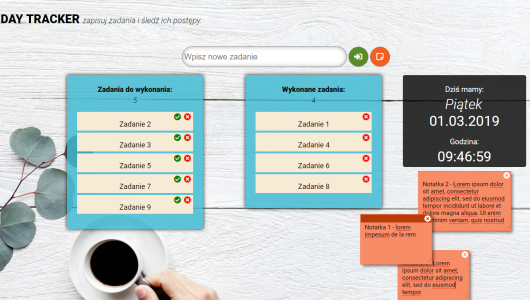 DAY TRACKER zapisuj zadania i śledź ich postępy.
Wpisz nowe zadanie
Zadania do wykonania:
5
Zadanie 2
Zadanie 3
Zadanie 5
Zadanie 7
Zadanie 9
Wykonane zadania:
4
Zadanie 1
Zadanie 4
Zadanie 6
Zadanie 8
Dziś mamy:
Piątek
01.03.2019
Godzina:
09:46:59
Notatka 2 - Lorem ipsum dolor
sit amet, consectetur
adipiscing elit, sed do eiusmod
tempor incididunt ut labore et
dolore magna aliqua. Ut enim
minim veniam, quis nostrud
Notatka 1 - lorem
impesum de la rem
Lorem ipsum
dolor sit amet,
consectetur adipiscing
elit, sed do eiusmod
tempor